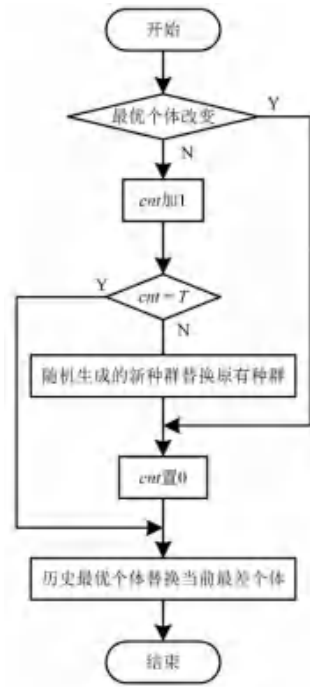 开始
最优个体改变
Y
N
cnt加1
Y
cnt = T
N
随机生成的新种群替换原有种群
cnt置0
历史最优个体替换当前最差个体
结束